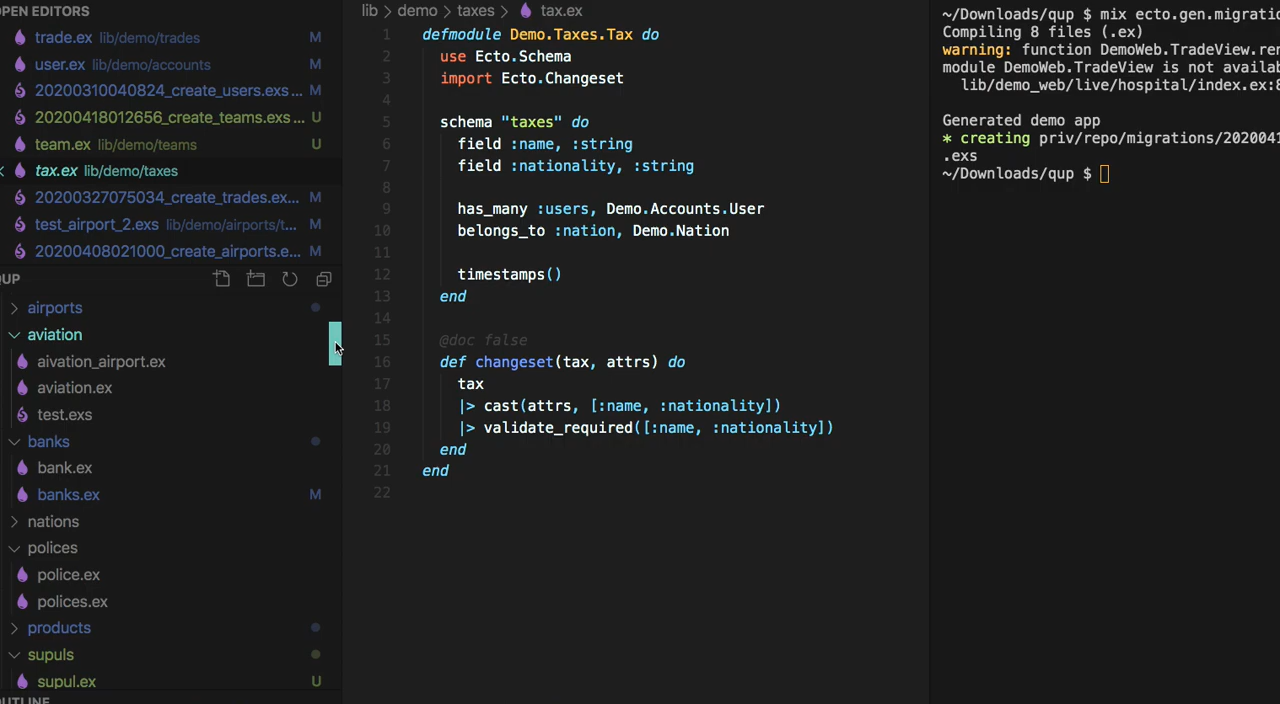 OPEN EDITORS
trade.ex lib/demo/trades M
user.ex lib/demo/accounts M
20200310040824_create_users.exs... M
20200418012656_create_teams.exs... U
team.ex lib/demo/teams U
tax.ex lib/demo/taxes
20200327075034_create_trades.ex... M
test_airport_2.exs lib/demo/airports/t... M
20200408021000_create_airports.e... M
QUP
airports
aviation
aivation_airport.ex
aviation.ex
test.exs
banks
bank.ex
banks.ex M
nations
polices
police.ex
polices.ex
products
supuls
supul.ex U
OUTLINE
lib > demo > taxes > tax.ex
1 defmodule Demo.Taxes.Tax do
2 use Ecto.Schema
3 import Ecto.Changeset
4
5 schema "taxes" do
6 field :name, :string
7 field :nationality, :string
8
9 has_many :users, Demo.Accounts.User
10 belongs_to :nation, Demo.Nation
11
12 timestamps()
13 end
14
15 @doc false
16 def changeset(tax, attrs) do
17 tax
18 |> cast(attrs, [:name, :nationality])
19 |> validate_required([:name, :nationality])
20 end
21 end
22
~/Downloads/qup $ mix ecto.gen.migratio
Compiling 8 files (.ex)
warning: function DemoWeb.TradeView.ren
module DemoWeb.TradeView is not availab
lib/demo_web/live/hospital/index.ex:8
Generated demo app
* creating priv/repo/migrations/2020041
.exs
~/Downloads/qup $